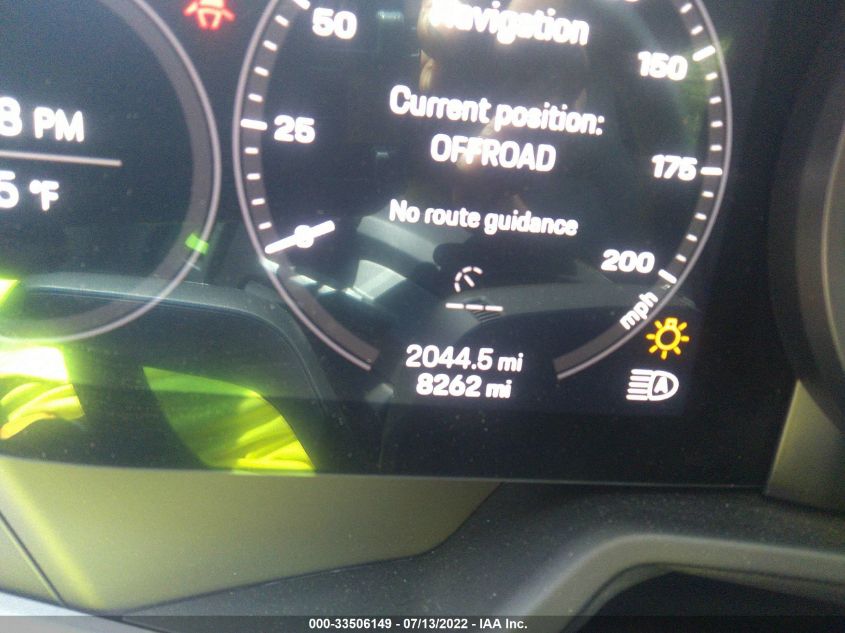 50
Navigation
150
8 PM
Current position:
25
OFFROAD
175
5 °F
No route guidance
0
200
mph
2044.5 mi
8262 mi
A
000-33506149 - 07/13/2022 - IAA Inc.